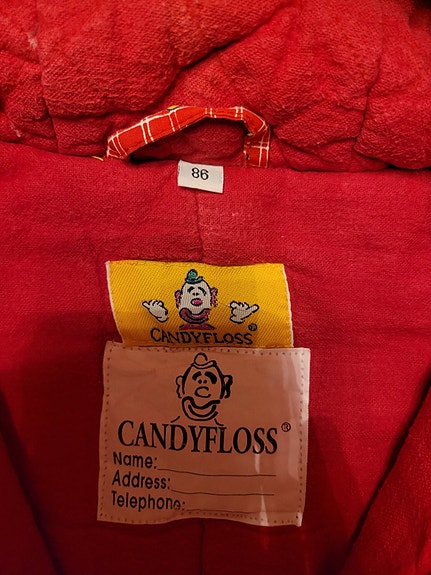 86
CANDYFLOSS®
CANDYFLOSS®
Name:
Address:
Telephone: